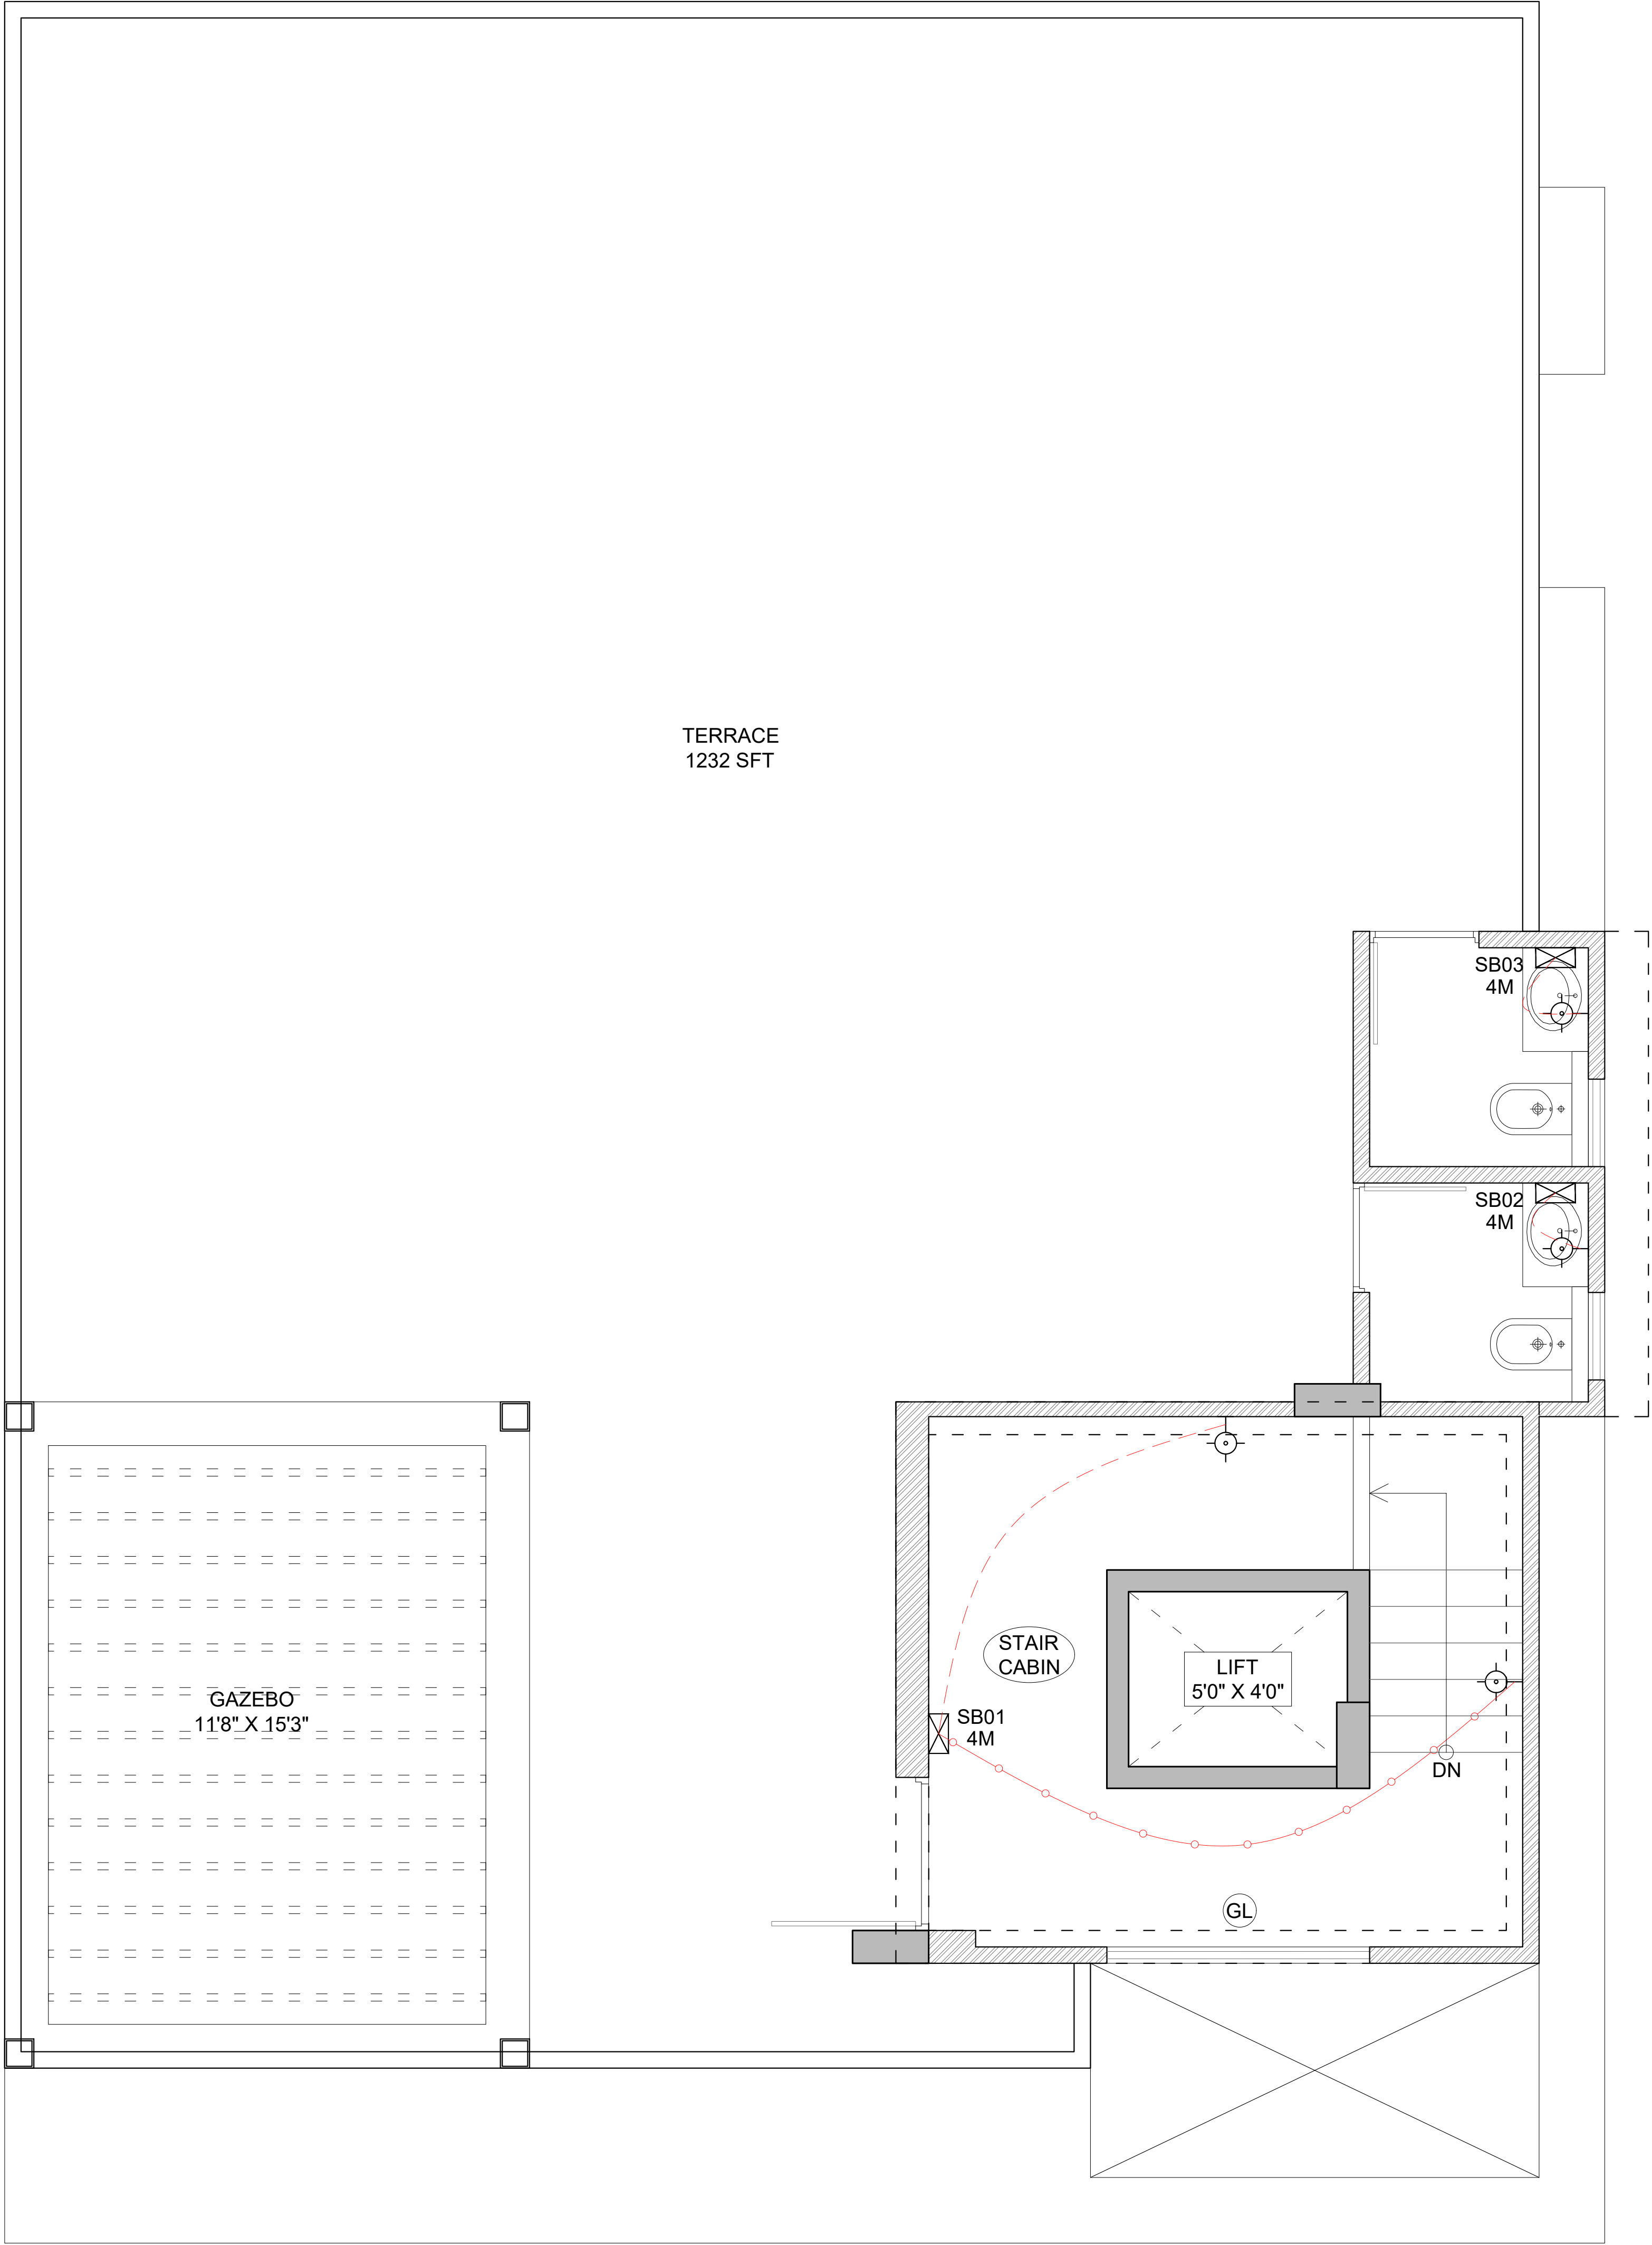 TERRACE
1232 SFT
SB03
4M
SB02
4M
STAIR
CABIN
LIFT
5'0" X 4'0"
GAZEBO
11'8" X 15'3"
SB01
4M
DN
GL